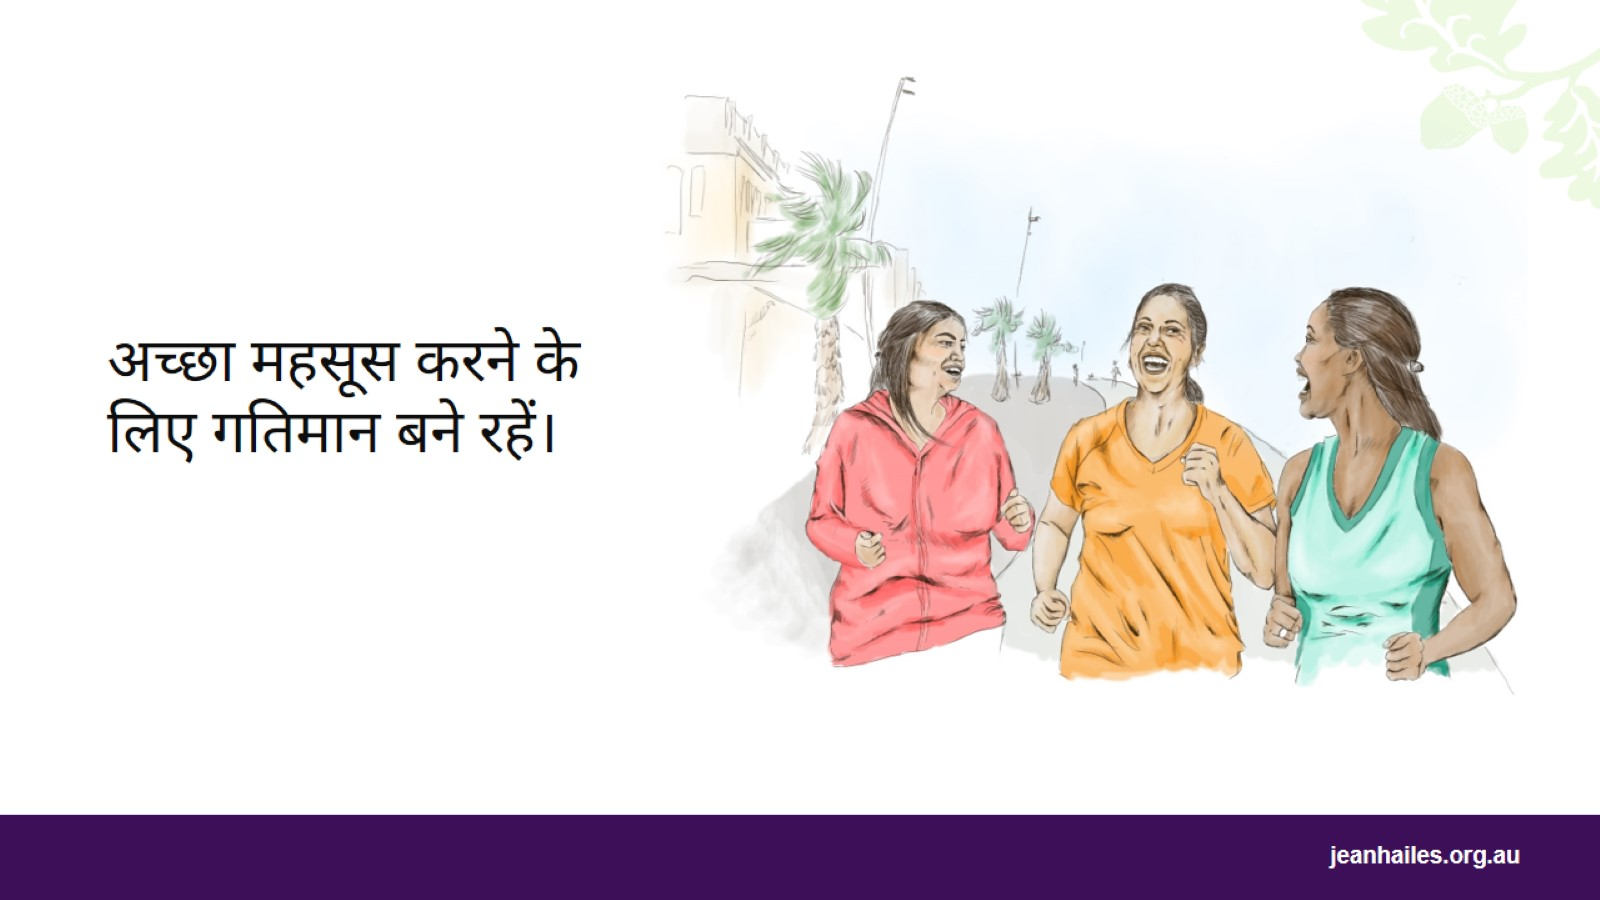 अच्छा महसूस करने के
लिए गतिमान बने रहें।
jeanhailes.org.au